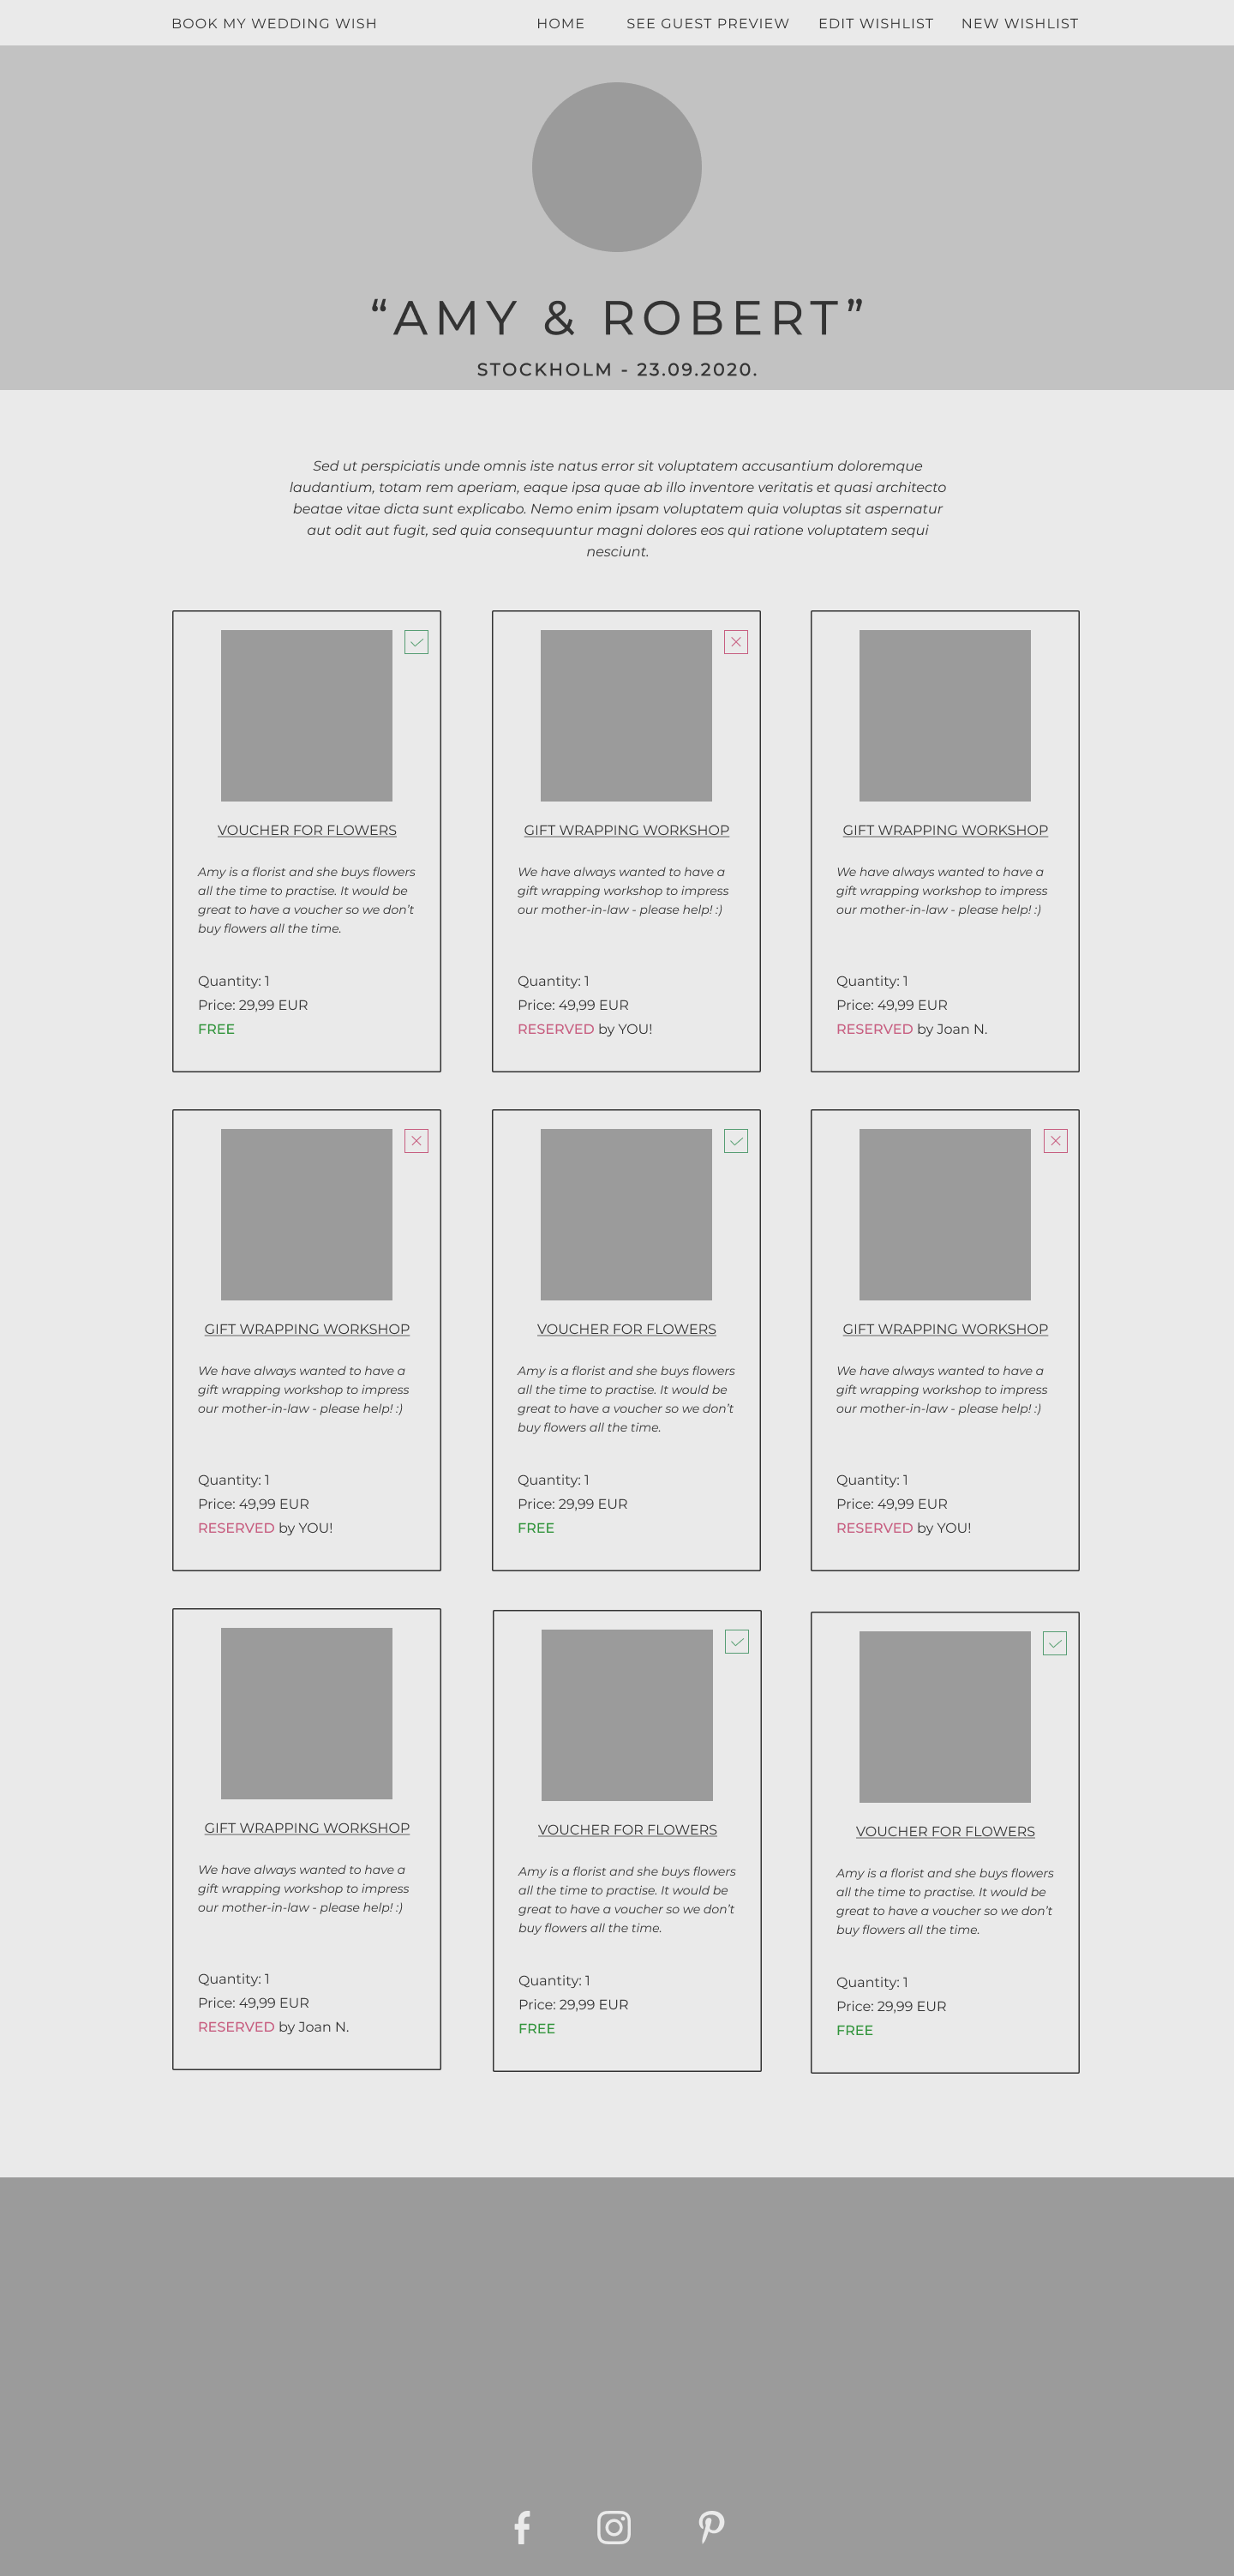 BOOK MY WEDDING WISH
HOME
SEE GUEST PREVIEW
EDIT WISHLIST
NEW WISHLIST
“AMY & ROBERT”
STOCKHOLM - 23.09.2020.
Sed ut perspiciatis unde omnis iste natus error sit voluptatem accusantium doloremque
laudantium, totam rem aperiam, eaque ipsa quae ab illo inventore veritatis et quasi architecto
beatae vitae dicta sunt explicabo. Nemo enim ipsam voluptatem quia voluptas sit aspernatur
aut odit aut fugit, sed quia consequuntur magni dolores eos qui ratione voluptatem sequi
nesciunt.
VOUCHER FOR FLOWERS
Amy is a florist and she buys flowers
all the time to practise. It would be
great to have a voucher so we don’t
buy flowers all the time.
Quantity: 1
Price: 29,99 EUR
FREE
GIFT WRAPPING WORKSHOP
We have always wanted to have a
gift wrapping workshop to impress
our mother-in-law - please help! :)
Quantity: 1
Price: 49,99 EUR
RESERVED by YOU!
GIFT WRAPPING WORKSHOP
We have always wanted to have a
gift wrapping workshop to impress
our mother-in-law - please help! :)
Quantity: 1
Price: 49,99 EUR
RESERVED by Joan N.
GIFT WRAPPING WORKSHOP
We have always wanted to have a
gift wrapping workshop to impress
our mother-in-law - please help! :)
Quantity: 1
Price: 49,99 EUR
RESERVED by YOU!
VOUCHER FOR FLOWERS
Amy is a florist and she buys flowers
all the time to practise. It would be
great to have a voucher so we don’t
buy flowers all the time.
Quantity: 1
Price: 29,99 EUR
FREE
GIFT WRAPPING WORKSHOP
We have always wanted to have a
gift wrapping workshop to impress
our mother-in-law - please help! :)
Quantity: 1
Price: 49,99 EUR
RESERVED by YOU!
GIFT WRAPPING WORKSHOP
We have always wanted to have a
gift wrapping workshop to impress
our mother-in-law - please help! :)
Quantity: 1
Price: 49,99 EUR
RESERVED by Joan N.
VOUCHER FOR FLOWERS
Amy is a florist and she buys flowers
all the time to practise. It would be
great to have a voucher so we don’t
buy flowers all the time.
Quantity: 1
Price: 29,99 EUR
FREE
VOUCHER FOR FLOWERS
Amy is a florist and she buys flowers
all the time to practise. It would be
great to have a voucher so we don’t
buy flowers all the time.
Quantity: 1
Price: 29,99 EUR
FREE